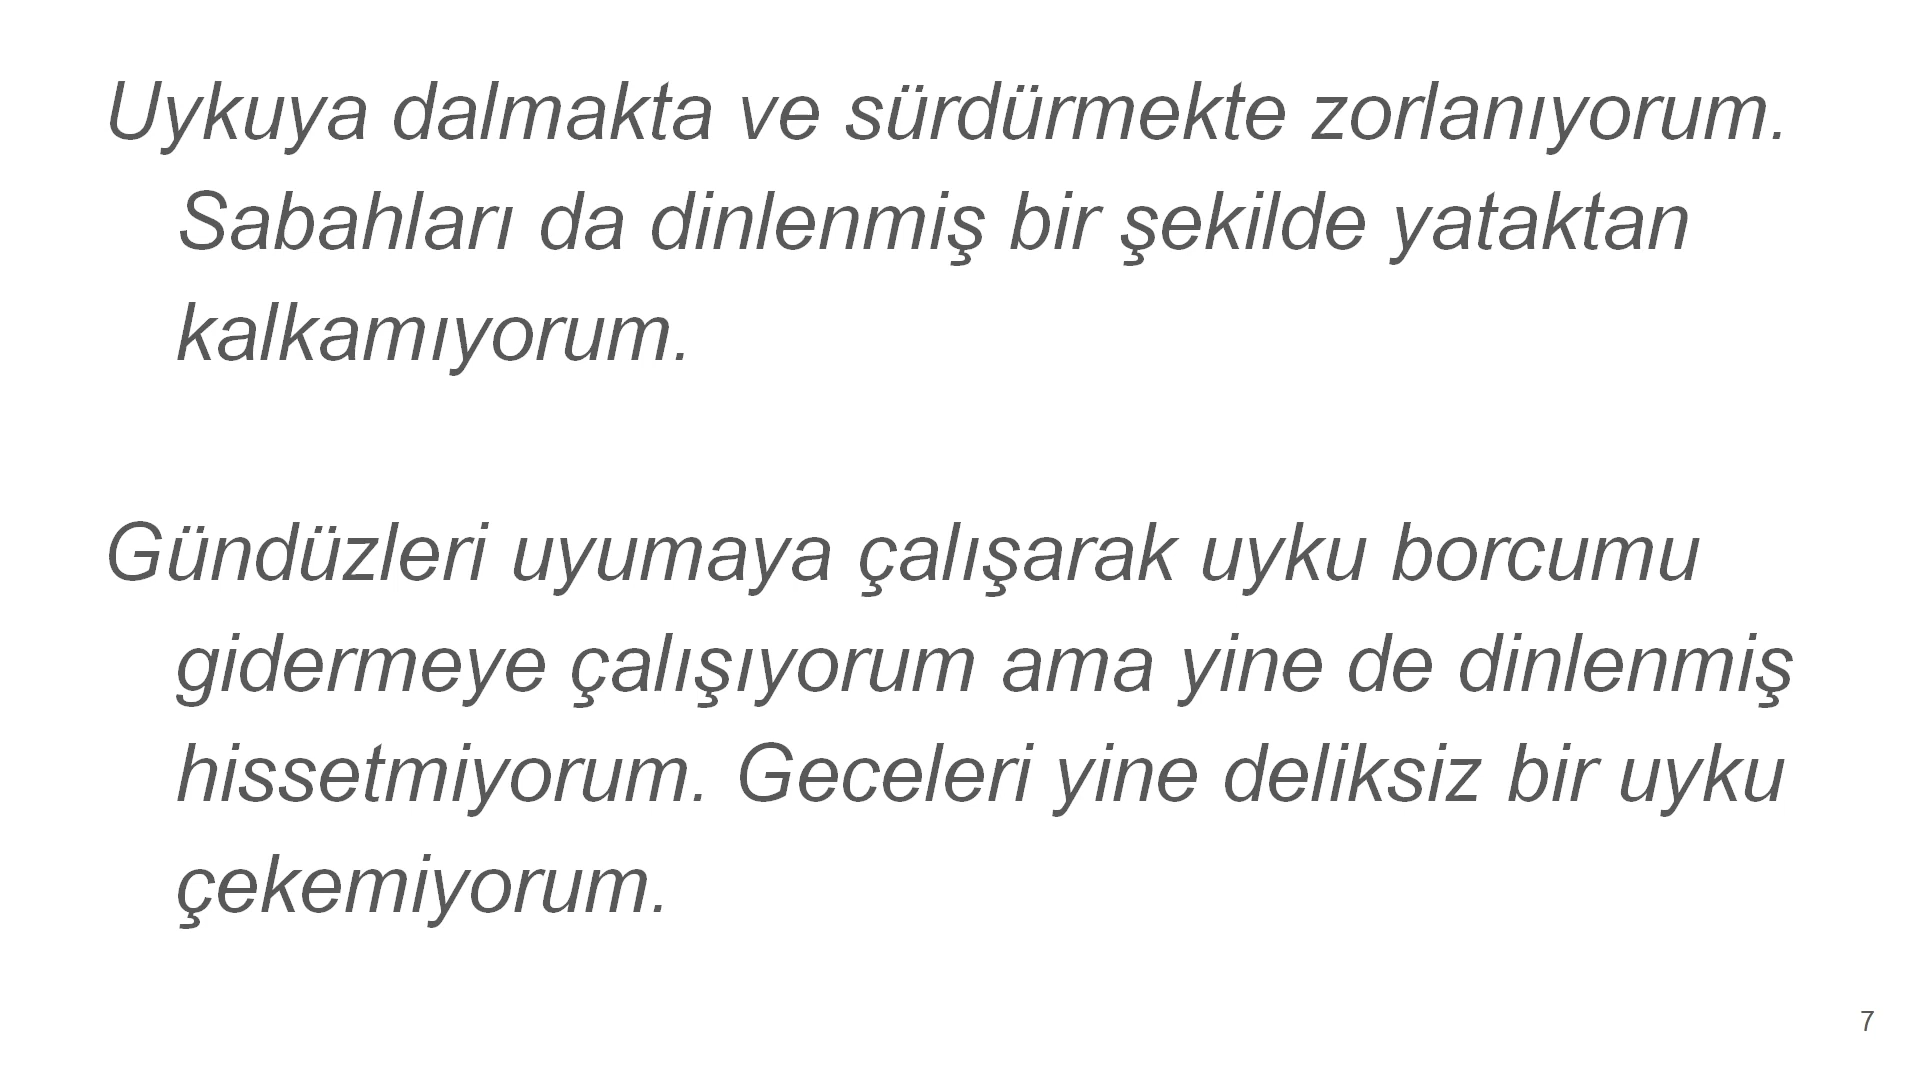 Uykuya dalmakta ve sürdürmekte zorlanıyorum.
Sabahları da dinlenmiş bir şekilde yataktan
kalkamıyorum.
Gündüzleri uyumaya çalışarak uyku borcumu
gidermeye çalışıyorum ama yine de dinlenmiş
hissetmiyorum. Geceleri yine deliksiz bir uyku
çekemiyorum.
7